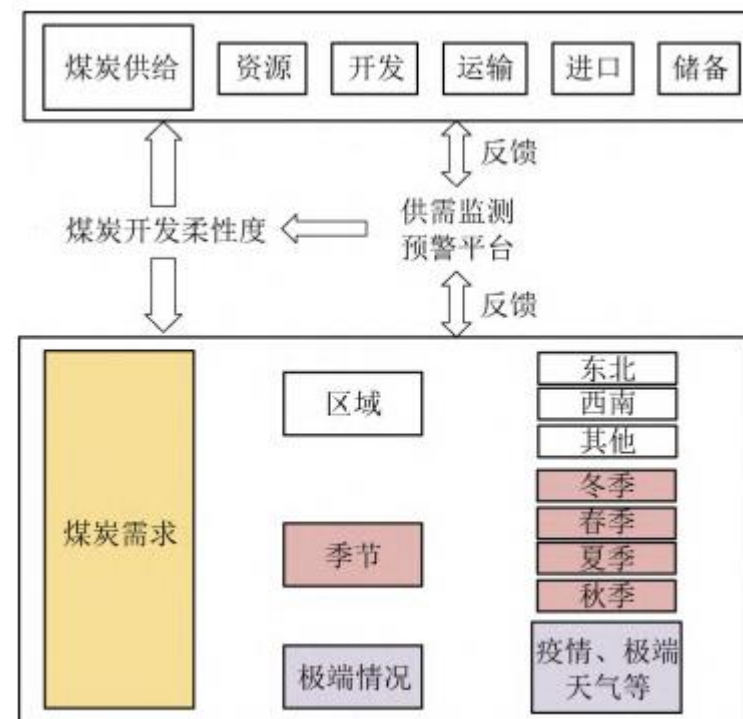 煤炭供给
资源
开发
运输
进口
储备
反馈
煤炭开发柔性度
供需监测
预警平台
反馈
煤炭需求
区域
东北
西南
其他
季节
冬季
春季
夏季
秋季
极端情况
疫情、极端
天气等